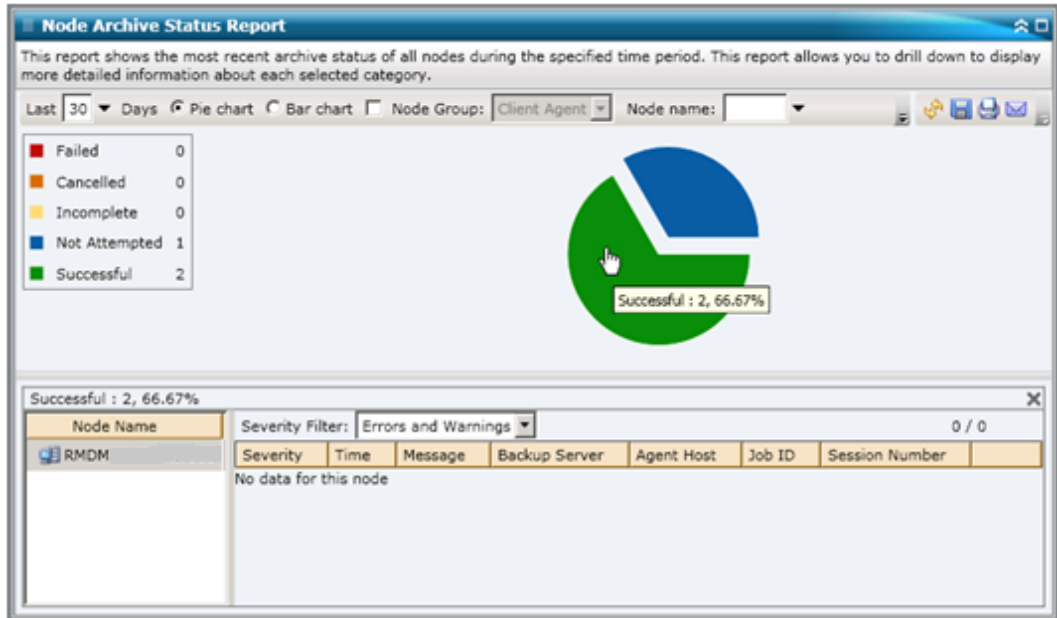 Node Archive Status Report
This report shows the most recent archive status of all nodes during the specified time period. This report allows you to drill down to display
more detailed information about each selected category.
Last 30 Days Pie chart Bar chart Node Group: Client Agent Node name:
Failed 0
Cancelled 0
Incomplete 0
Not Attempted 1
Successful 2
Successful : 2, 66.67%
Successful : 2, 66.67%
Node Name Severity Filter: Errors and Warnings 0 / 0
RMDM Severity Time Message Backup Server Agent Host Job ID Session Number
No data for this node